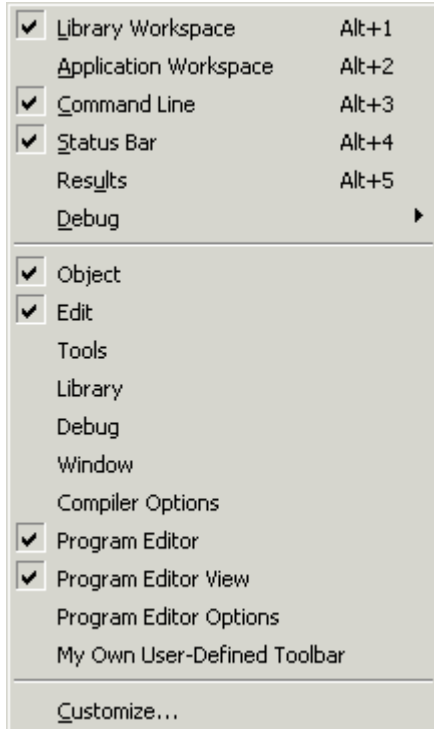 Library Workspace Alt+1
Application Workspace Alt+2
Command Line Alt+3
Status Bar Alt+4
Results Alt+5
Debug
Object
Edit
Tools
Library
Debug
Window
Compiler Options
Program Editor
Program Editor View
Program Editor Options
My Own User-Defined Toolbar
Customize...